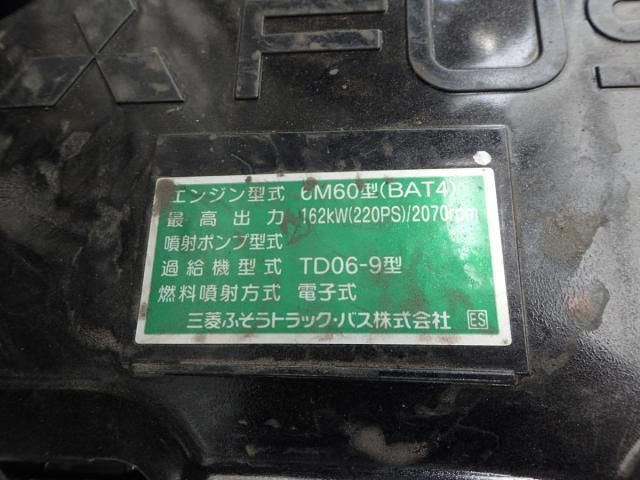 FUS
エンジン型式 6M60型(BAT4)
最高出力 162kW(220PS)/2070rpm
噴射ポンプ型式
過給機型式 TD06-9型
燃料噴射方式 電子式
三菱ふそうトラック・バス株式会社 ES